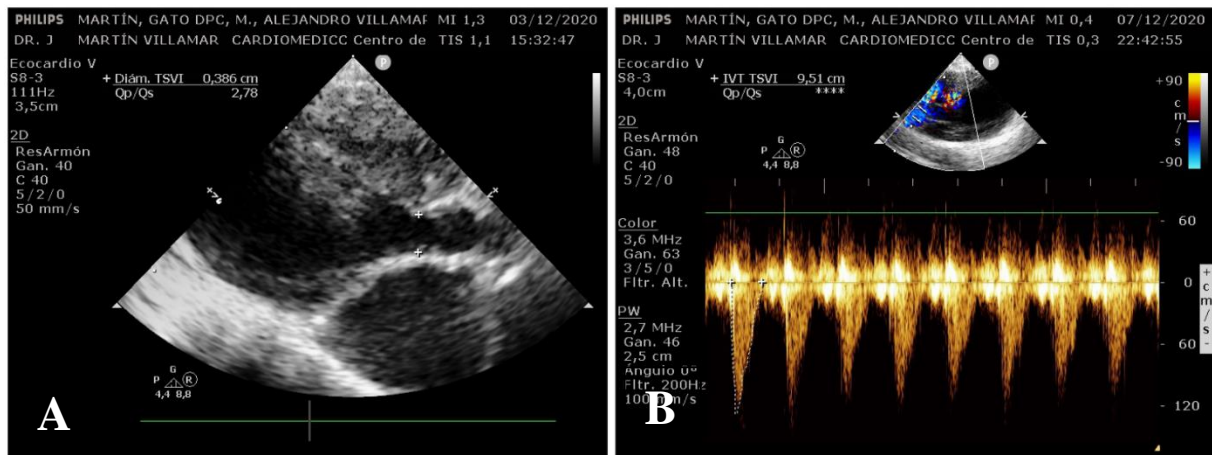 PHILIPS MARTÍN, GATO DPC, M., ALEJANDRO VILLAMAR MI 1,3 03/12/2020
DR. J MARTÍN VILLAMAR CARDIOMEDICC Centro de TIS 1,1 15:32:47
Ecocardio V
S8-3
111Hz
3,5cm
+ Diám. TSVI 0,386 cm
Qp/Qs 2,78
P
2D
ResArmón
Gan. 40
C 40
5/2/0
50 mm/s
G
P R
4,4 8,8
A
PHILIPS MARTÍN, GATO DPC, M., ALEJANDRO VILLAMAR MI 0,4 07/12/2020
DR. J MARTÍN VILLAMAR CARDIOMEDICC Centro de TIS 0,3 22:42:55
Ecocardio V
S8-3
4,0cm
+ IVT TSVI 9,51 cm
Qp/Qs ****
P
+90
c
m
/
s
-90
2D
ResArmón
Gan. 48
C 40
5/2/0
G
P R
4,4 8,8
Color
3,6 MHz
Gan. 63
3/5/0
Fltr. Alt.
PW
2,7 MHz
Gan. 46
2,5 cm
Ángulo 0º
Fltr. 200Hz
100 mm/s
60
0
60
120
+
c
m
/
s
-
B